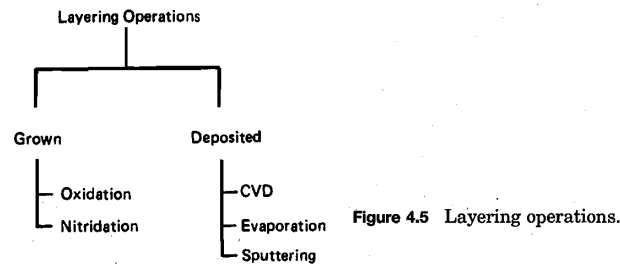 Layering Operations
Grown
Deposited
Oxidation
Nitridation
CVD
Evaporation
Sputtering
Figure 4.5 Layering operations.